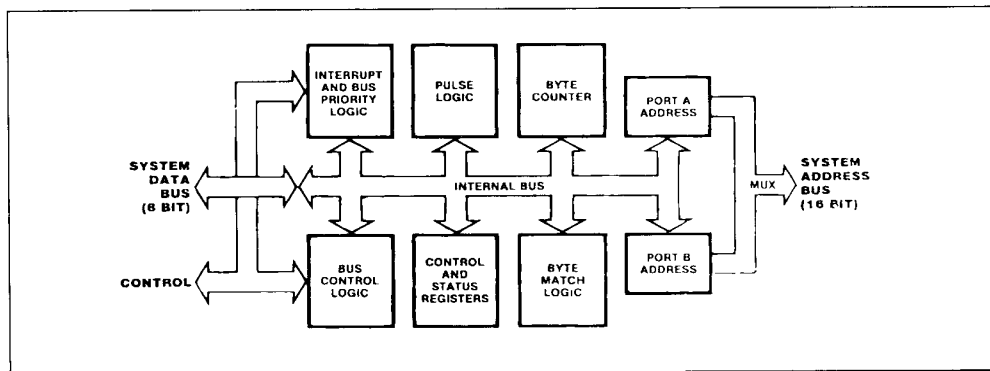 INTERRUPT
AND BUS
PRIORITY
LOGIC
PULSE
LOGIC
BYTE
COUNTER
PORT A
ADDRESS
SYSTEM
DATA
BUS
(8 BIT)
INTERNAL BUS
MUX
SYSTEM
ADDRESS
BUS
(16 BIT)
CONTROL
BUS
CONTROL
LOGIC
CONTROL
AND
STATUS
REGISTERS
BYTE
MATCH
LOGIC
PORT B
ADDRESS